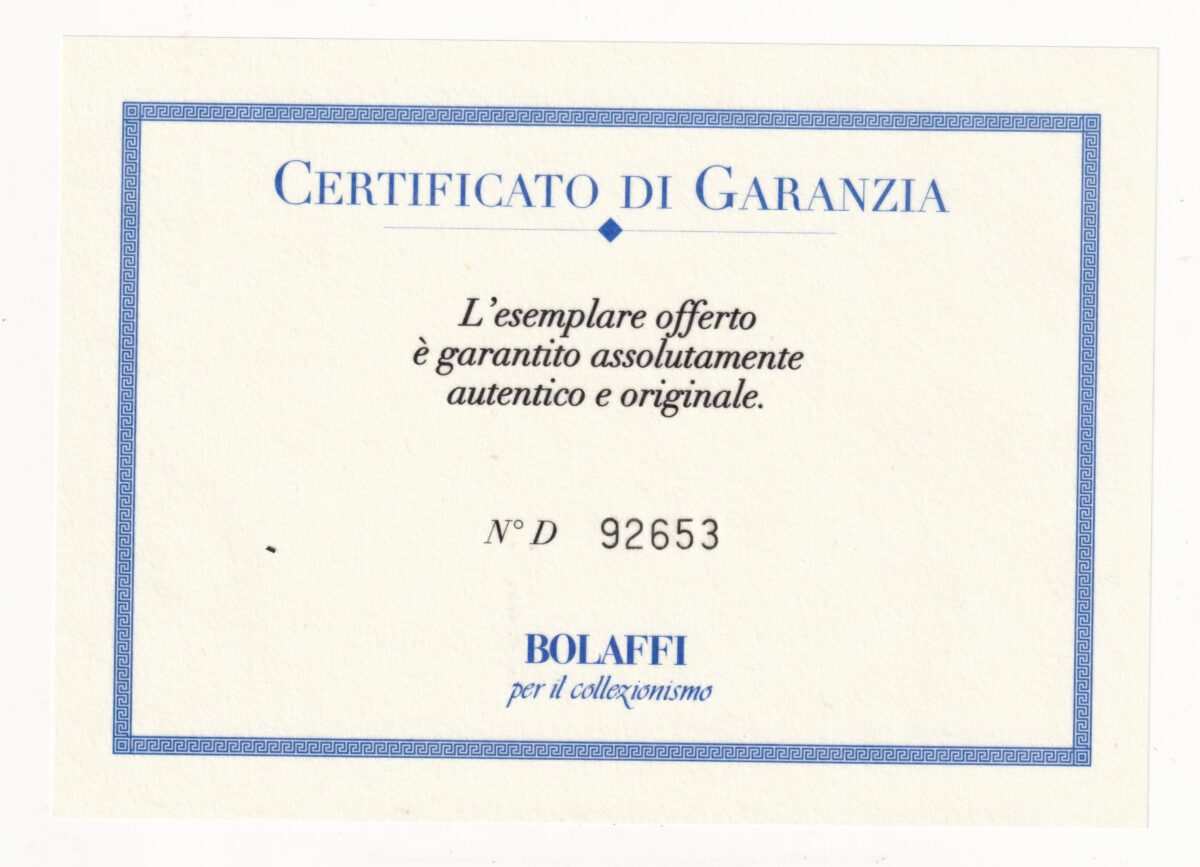 CERTIFICATO DI GARANZIA
L'esemplare offerto
è garantito assolutamente
autentico e originale.
N° D 92653
BOLAFFI
per il collezionismo